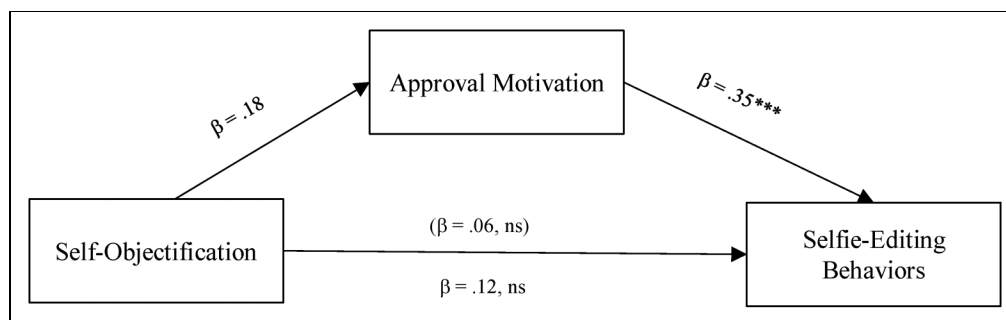 Approval Motivation
β = .18
β = .35***
Self-Objectification
(β = .06, ns)
β = .12, ns
Selfie-Editing
Behaviors